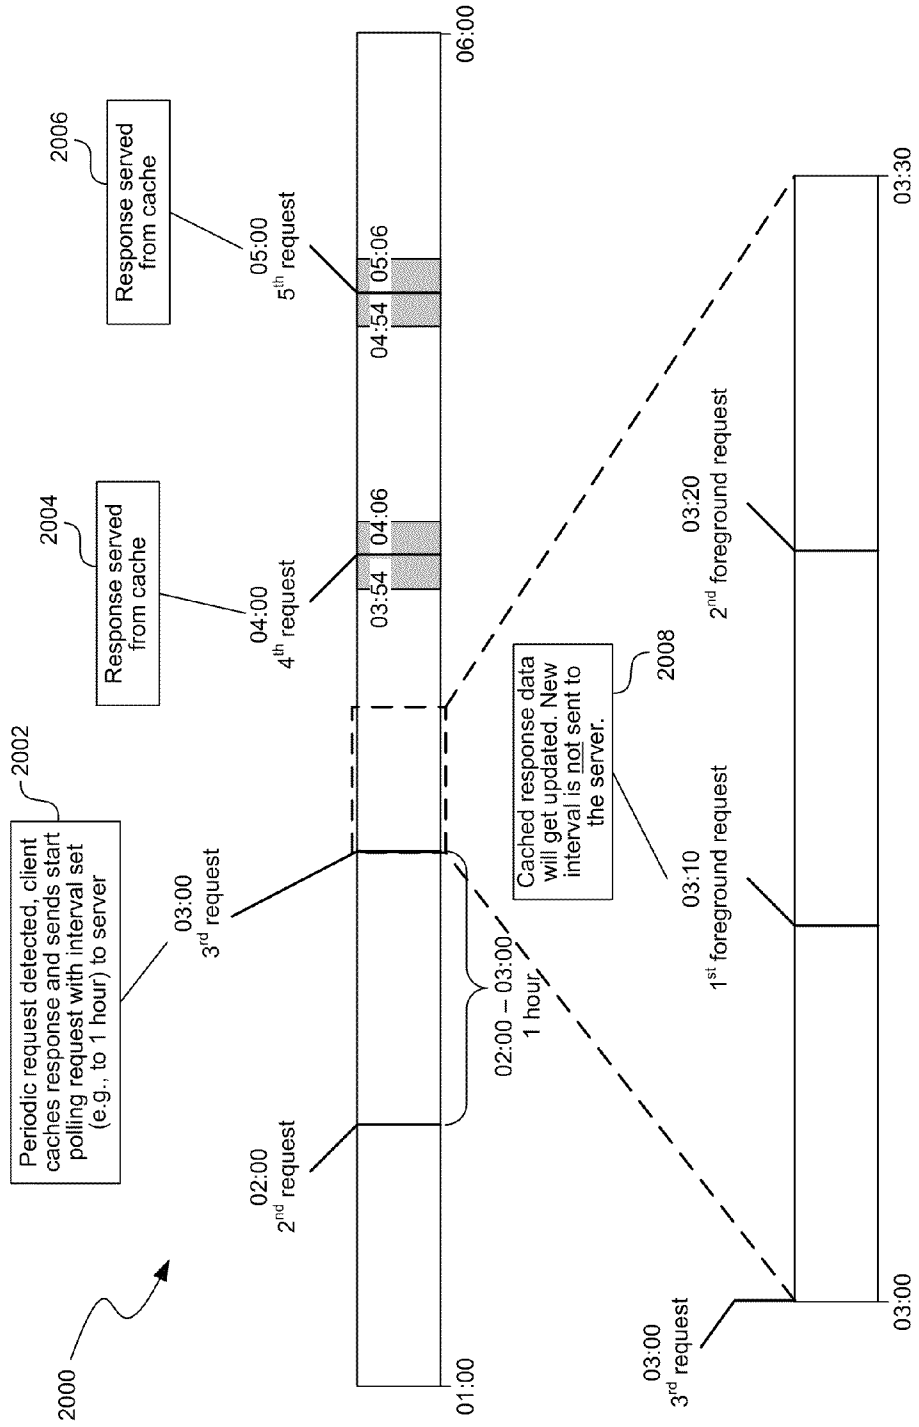 2000
Periodic request detected, client
caches response and sends start
polling request with interval set
(e.g., to 1 hour) to server
2002
Response served
from cache
2004
Response served
from cache
2006
02:00
2nd request
03:00
3rd request
04:00
4th request
05:00
5th request
03:54
04:06
04:54
05:06
01:00
06:00
02:00 – 03:00
1 hour
Cached response data
will get updated. New
interval is not sent to
the server.
2008
03:00
3rd request
03:10
1st foreground request
03:20
2nd foreground request
03:00
03:30